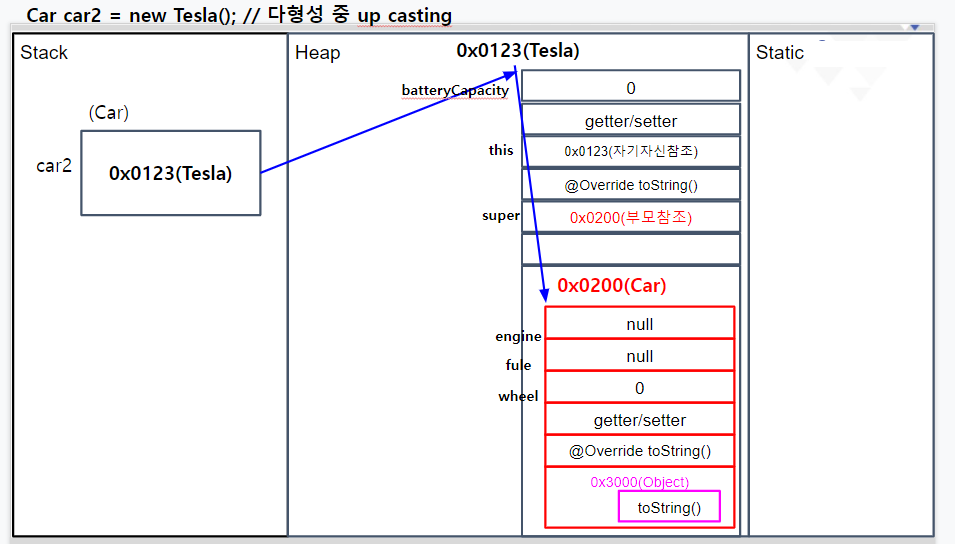 Car car2 = new Tesla(); // 다형성 중 up casting
Stack
Heap
0x0123(Tesla)
Static
batteryCapacity
0
(Car)
getter/setter
car2
0x0123(Tesla)
this
0x0123(자기자신참조)
@Override toString()
super
0x0200(부모참조)
0x0200(Car)
engine
null
fule
null
wheel
0
getter/setter
@Override toString()
0x3000(Object)
toString()